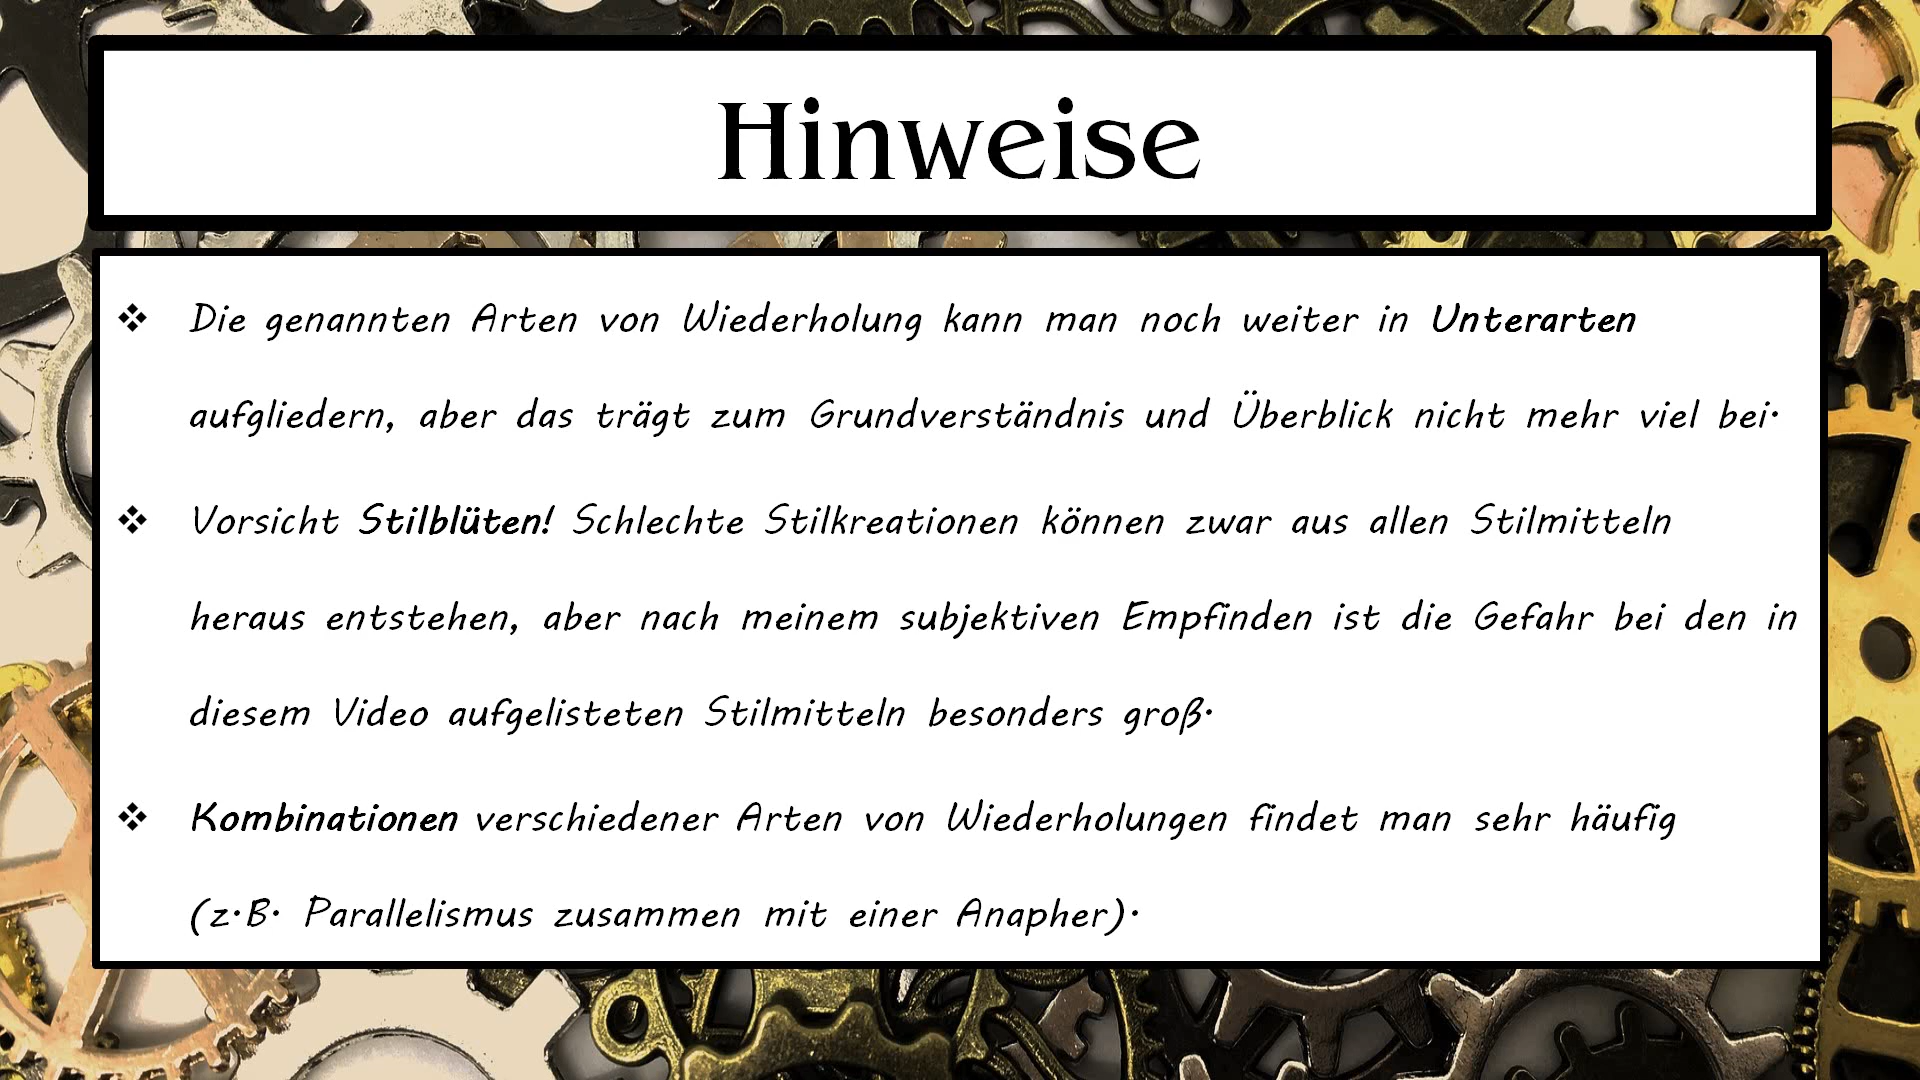 Hinweise
❖ Die genannten Arten von Wiederholung kann man noch weiter in Unterarten
aufgliedern, aber das trägt zum Grundverständnis und Überblick nicht mehr viel bei.
❖ Vorsicht Stilblüten! Schlechte Stilkreationen können zwar aus allen Stilmitteln
heraus entstehen, aber nach meinem subjektiven Empfinden ist die Gefahr bei den in
diesem Video aufgelisteten Stilmitteln besonders groß.
❖ Kombinationen verschiedener Arten von Wiederholungen findet man sehr häufig
(z.B. Parallelismus zusammen mit einer Anapher).